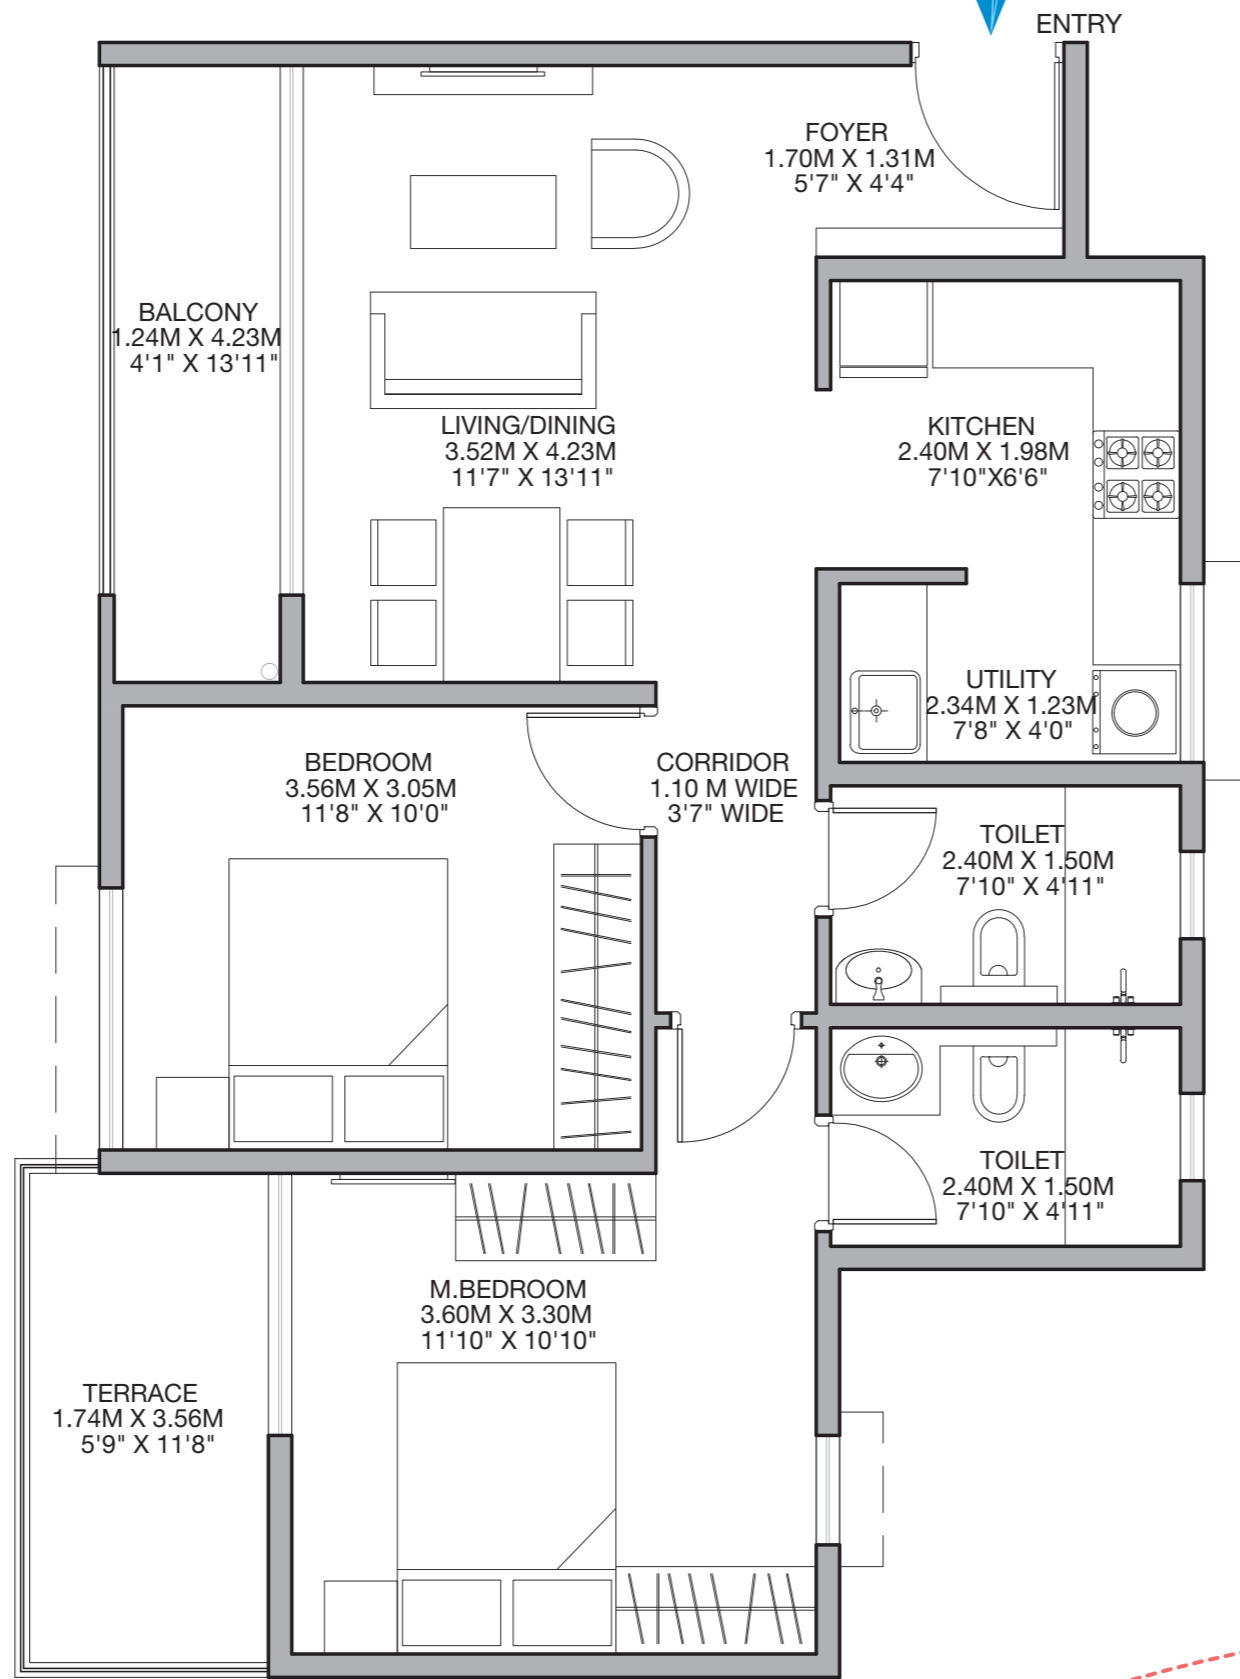 ENTRY
FOYER
1.70M X 1.31M
5'7" X 4'4"
BALCONY
1.24M X 4.23M
4'1" X 13'11"
LIVING/DINING
3.52M X 4.23M
11'7" X 13'11"
KITCHEN
2.40M X 1.98M
7'10"X6'6"
UTILITY
2.34M X 1.23M
7'8" X 4'0"
BEDROOM
3.56M X 3.05M
11'8" X 10'0"
CORRIDOR
1.10 M WIDE
3'7" WIDE
TOILET
2.40M X 1.50M
7'10" X 4'11"
TOILET
2.40M X 1.50M
7'10" X 4'11"
M.BEDROOM
3.60M X 3.30M
11'10" X 10'10"
TERRACE
1.74M X 3.56M
5'9" X 11'8"